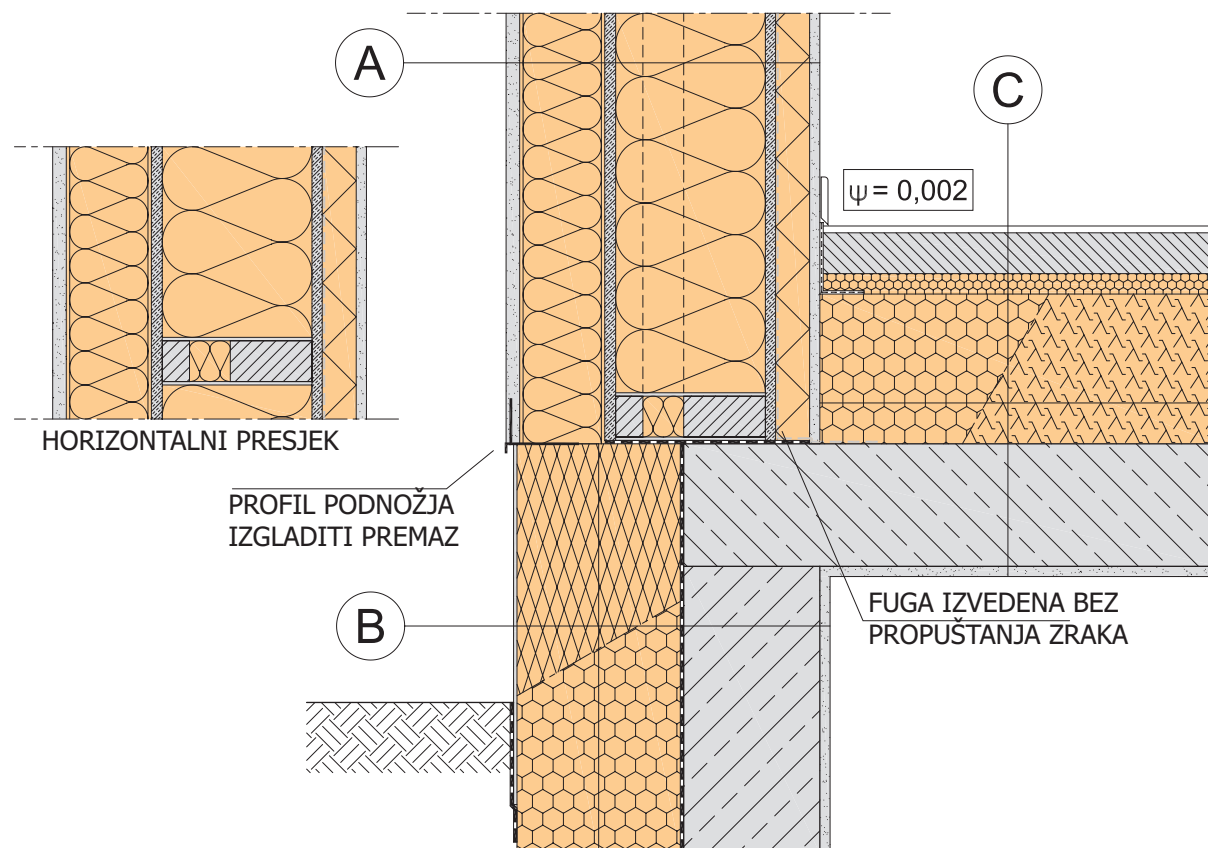 A
C
ψ = 0,002
HORIZONTALNI PRESJEK
PROFIL PODNOŽJA
IZGLADITI PREMAZ
B
FUGA IZVEDENA BEZ
PROPUŠTANJA ZRAKA